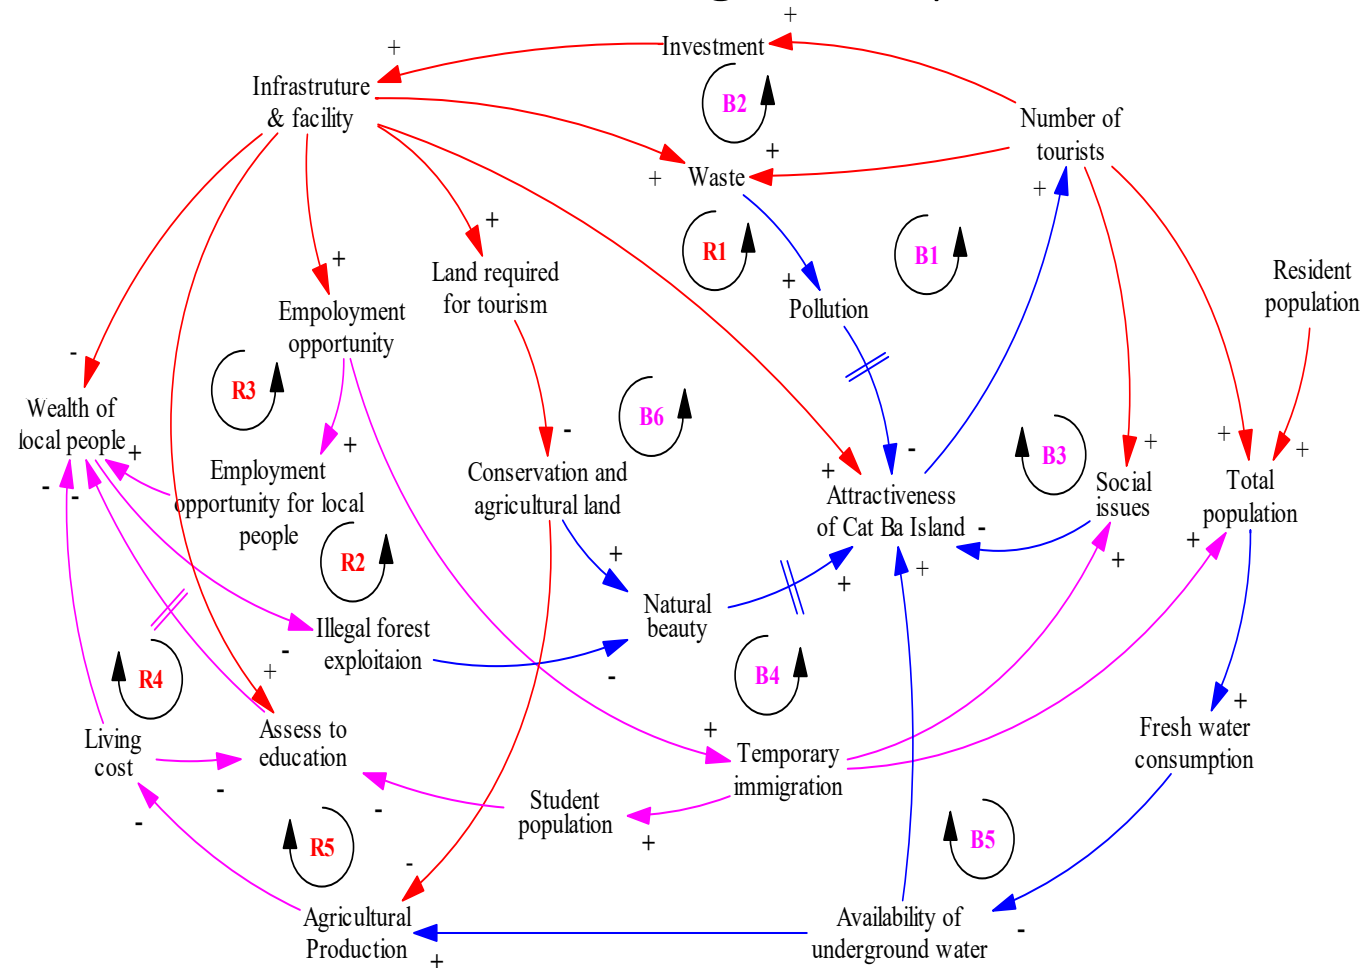 Investment
Infrastruture
& facility
Number of
tourists
Waste
Land required
for tourism
Pollution
Resident
population
Empoloyment
opportunity
Wealth of
local people
Employment
opportunity for local
people
Conservation and
agricultural land
Attractiveness
of Cat Ba Island
Social
issues
Total
population
Natural
beauty
Illegal forest
exploitaion
Living
cost
Assess to
education
Temporary
immigration
Student
population
Fresh water
consumption
Agricultural
Production
Availability of
underground water
B2
R1
B1
R3
B6
B3
R2
R4
B4
R5
B5
+
+
+
+
+
+
+
+
-
+
+
-
-
+
-
+
+
+
-
-
+
+
+
-
+
+
-
+
-
+
+
-
-
-
+
-
-
+
-
+